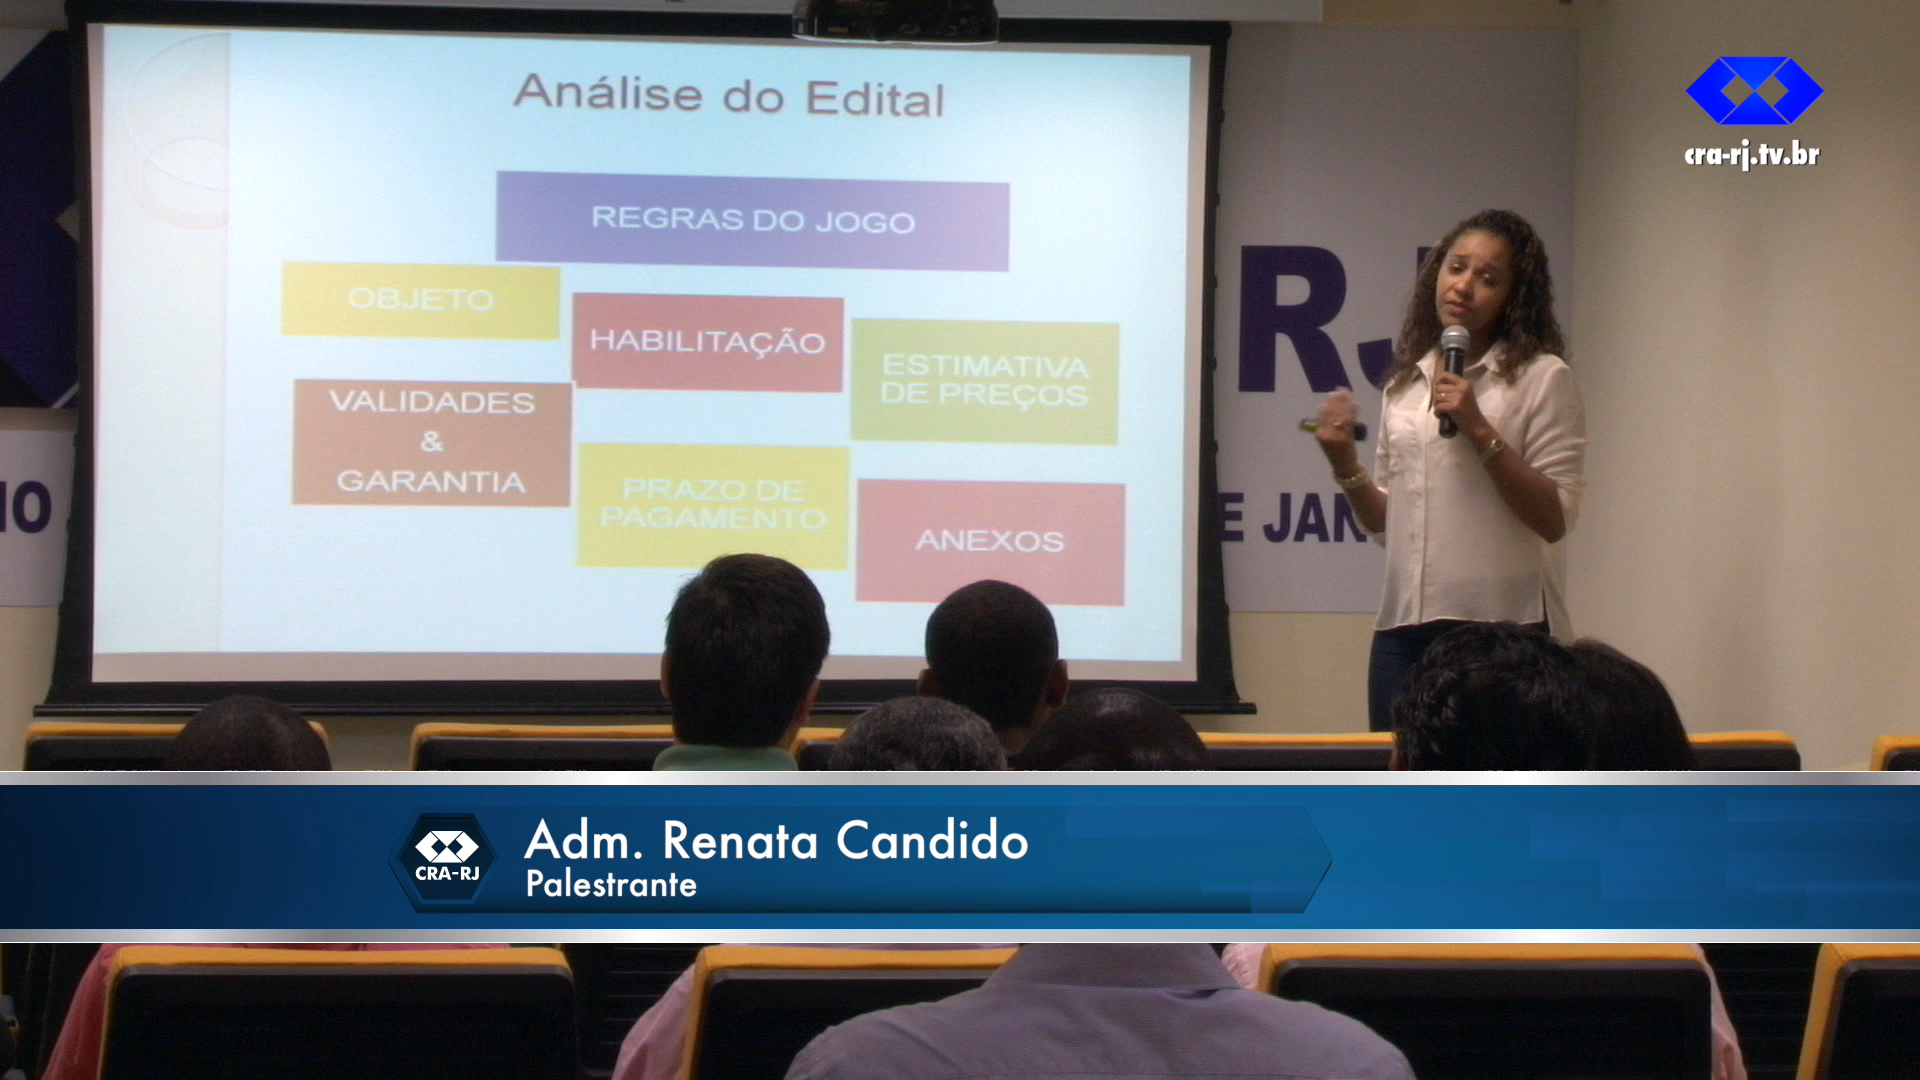 Análise do Edital
REGRAS DO JOGO
OBJETO
HABILITAÇÃO
ESTIMATIVA
DE PREÇOS
VALIDADES
&
GARANTIA
PRAZO DE
PAGAMENTO
ANEXOS
cra-rj.tv.br
RJ
IO
E JAN
CRA-RJ
Adm. Renata Candido
Palestrante